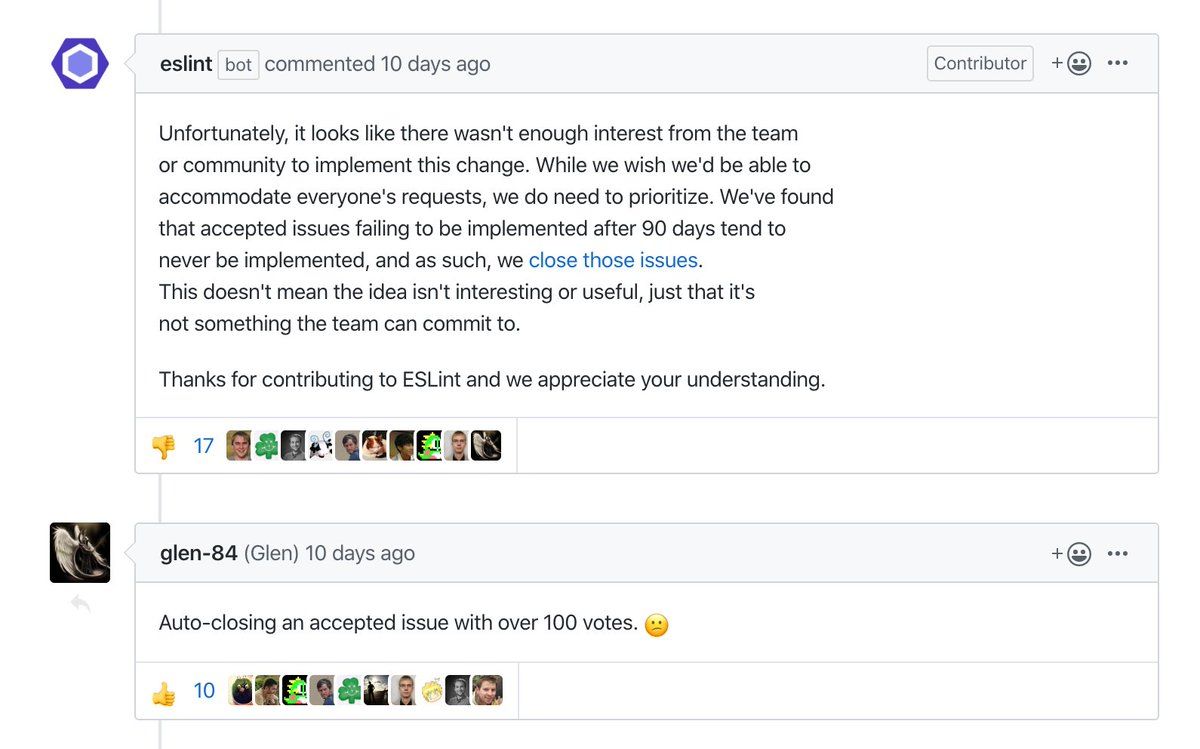 eslint bot commented 10 days ago Contributor + •••
Unfortunately, it looks like there wasn't enough interest from the team
or community to implement this change. While we wish we'd be able to
accommodate everyone's requests, we do need to prioritize. We've found
that accepted issues failing to be implemented after 90 days tend to
never be implemented, and as such, we close those issues.
This doesn't mean the idea isn't interesting or useful, just that it's
not something the team can commit to.
Thanks for contributing to ESLint and we appreciate your understanding.
👎 17
glen-84 (Glen) 10 days ago + •••
Auto-closing an accepted issue with over 100 votes. 😕
👍 10